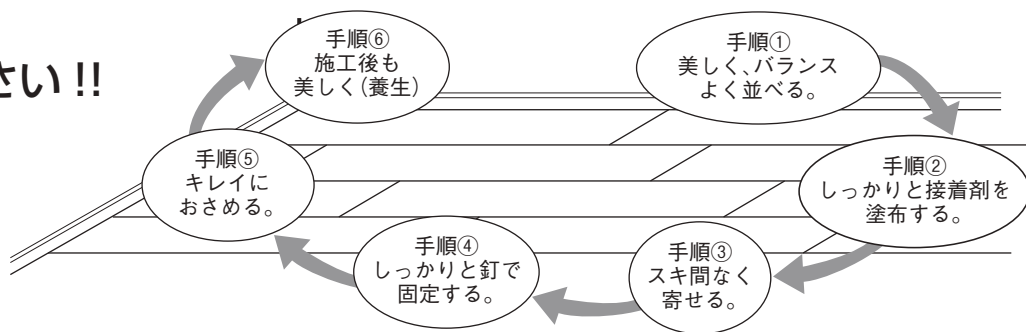 さい!!
手順①
美しく、バランス
よく並べる。
手順②
しっかりと接着剤を
塗布する。
手順③
スキ間なく
寄せる。
手順④
しっかりと釘で
固定する。
手順⑤
キレイに
おさめる。
手順⑥
施工後も
美しく(養生)